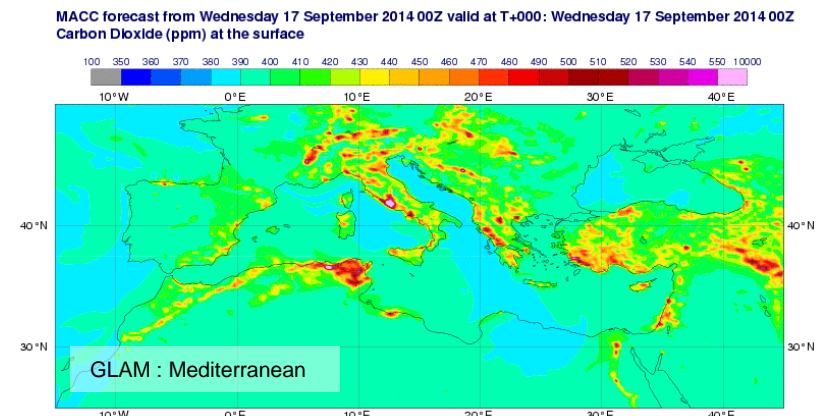 MACC forecast from Wednesday 17 September 2014 00Z valid at T+000: Wednesday 17 September 2014 00Z
Carbon Dioxide (ppm) at the surface
100 350 360 370 380 390 400 410 420 430 440 450 460 470 480 490 500 510 520 530 540 550 10000
10°W 0°E 10°E 20°E 30°E 40°E
40°N 40°N
30°N 30°N
GLAM : Mediterranean
10°W 0°E 10°E 20°E 30°E 40°E